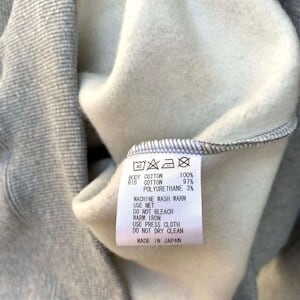 40
BODY COTTON 100%
RIB COTTON 97%
POLYURETHANE 3%
MACHINE WASH WARM
USE NET
DO NOT BLEACH
WARM IRON
USE PRESS CLOTH
DO NOT DRY CLEAN
MADE IN JAPAN